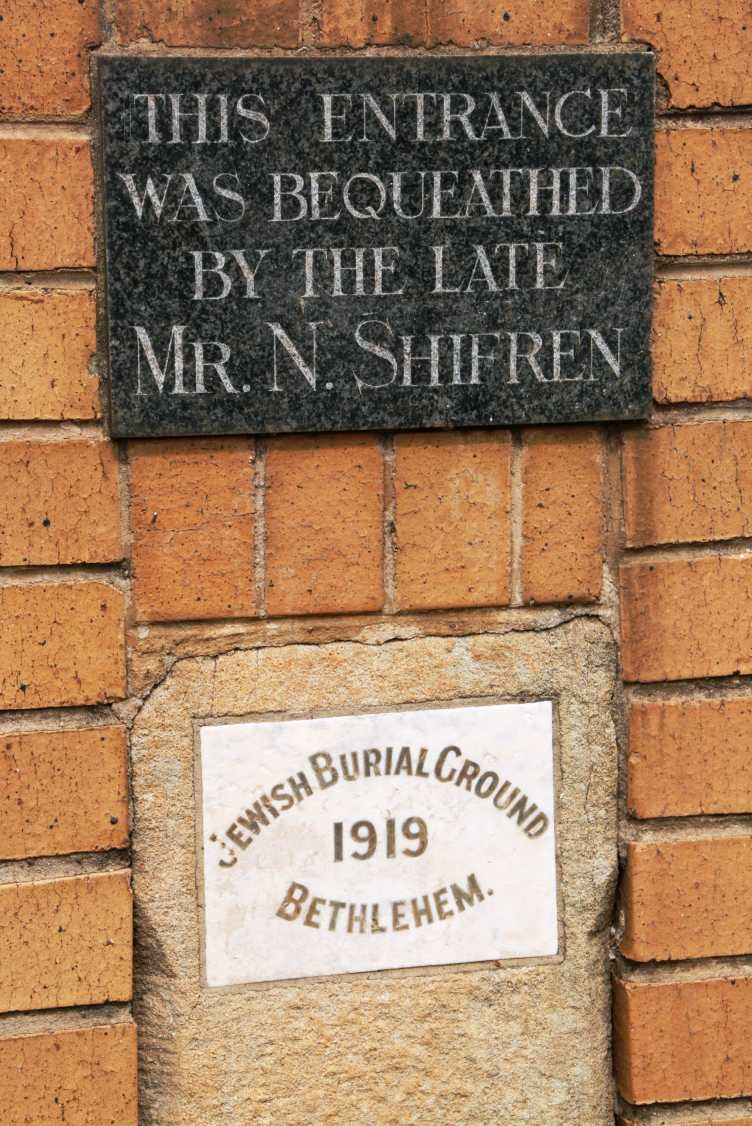 THIS ENTRANCE
WAS BEQUEATHED
BY THE LATE
MR. N. SHIFREN
JEWISH BURIAL GROUND
1919
BETHLEHEM.